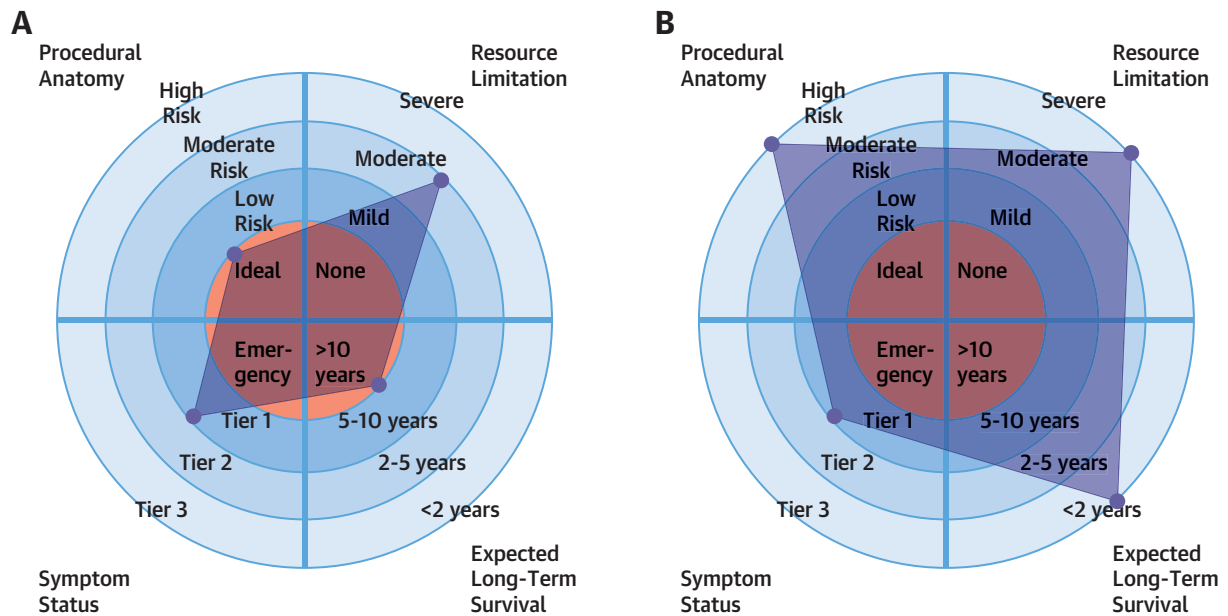 A
Procedural
Anatomy
Resource
Limitation
High
Risk
Severe
Moderate
Risk
Moderate
Low
Risk
Mild
Ideal
None
Emer-
gency
>10
years
Tier 1
5-10 years
Tier 2
2-5 years
Tier 3
<2 years
Symptom
Status
Expected
Long-Term
Survival
B
Procedural
Anatomy
Resource
Limitation
High
Risk
Severe
Moderate
Risk
Moderate
Low
Risk
Mild
Ideal
None
Emer-
gency
>10
years
Tier 1
5-10 years
Tier 2
2-5 years
Tier 3
<2 years
Symptom
Status
Expected
Long-Term
Survival